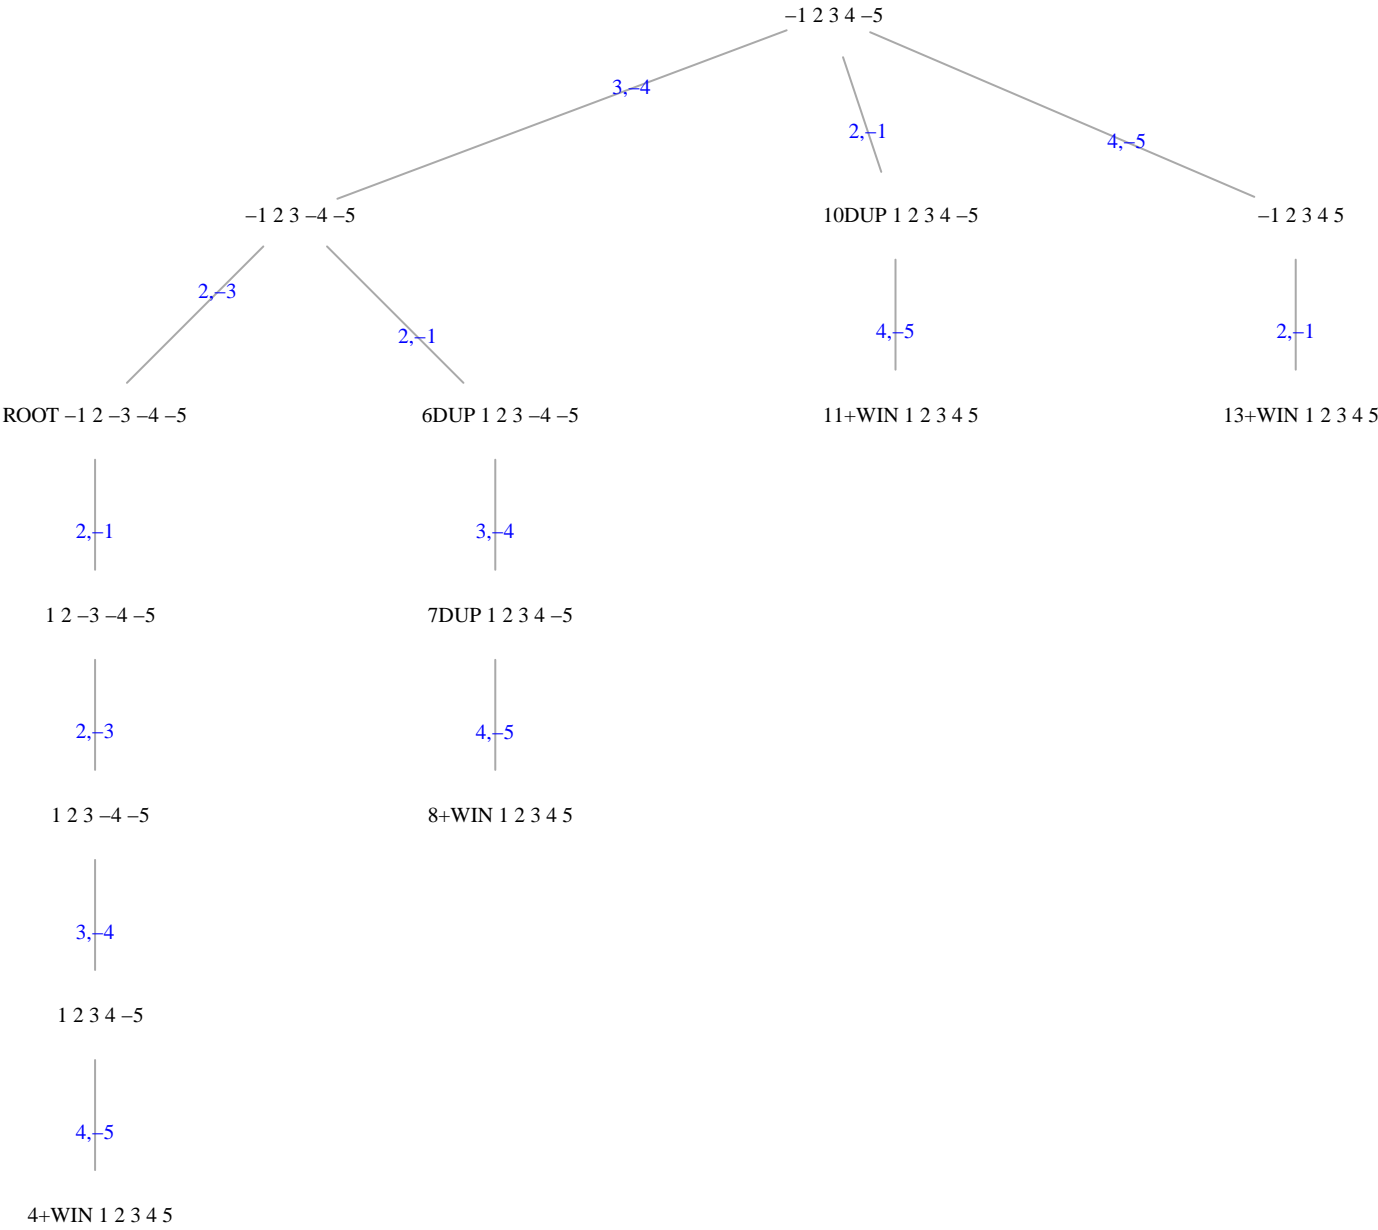 –1 2 3 4 –5
3,–4
2,–1
4,–5
–1 2 3 –4 –5
10DUP 1 2 3 4 –5
–1 2 3 4 5
2,–3
2,–1
4,–5
2,–1
ROOT –1 2 –3 –4 –5
6DUP 1 2 3 –4 –5
11+WIN 1 2 3 4 5
13+WIN 1 2 3 4 5
2,–1
3,–4
1 2 –3 –4 –5
7DUP 1 2 3 4 –5
2,–3
4,–5
1 2 3 –4 –5
8+WIN 1 2 3 4 5
3,–4
1 2 3 4 –5
4,–5
4+WIN 1 2 3 4 5